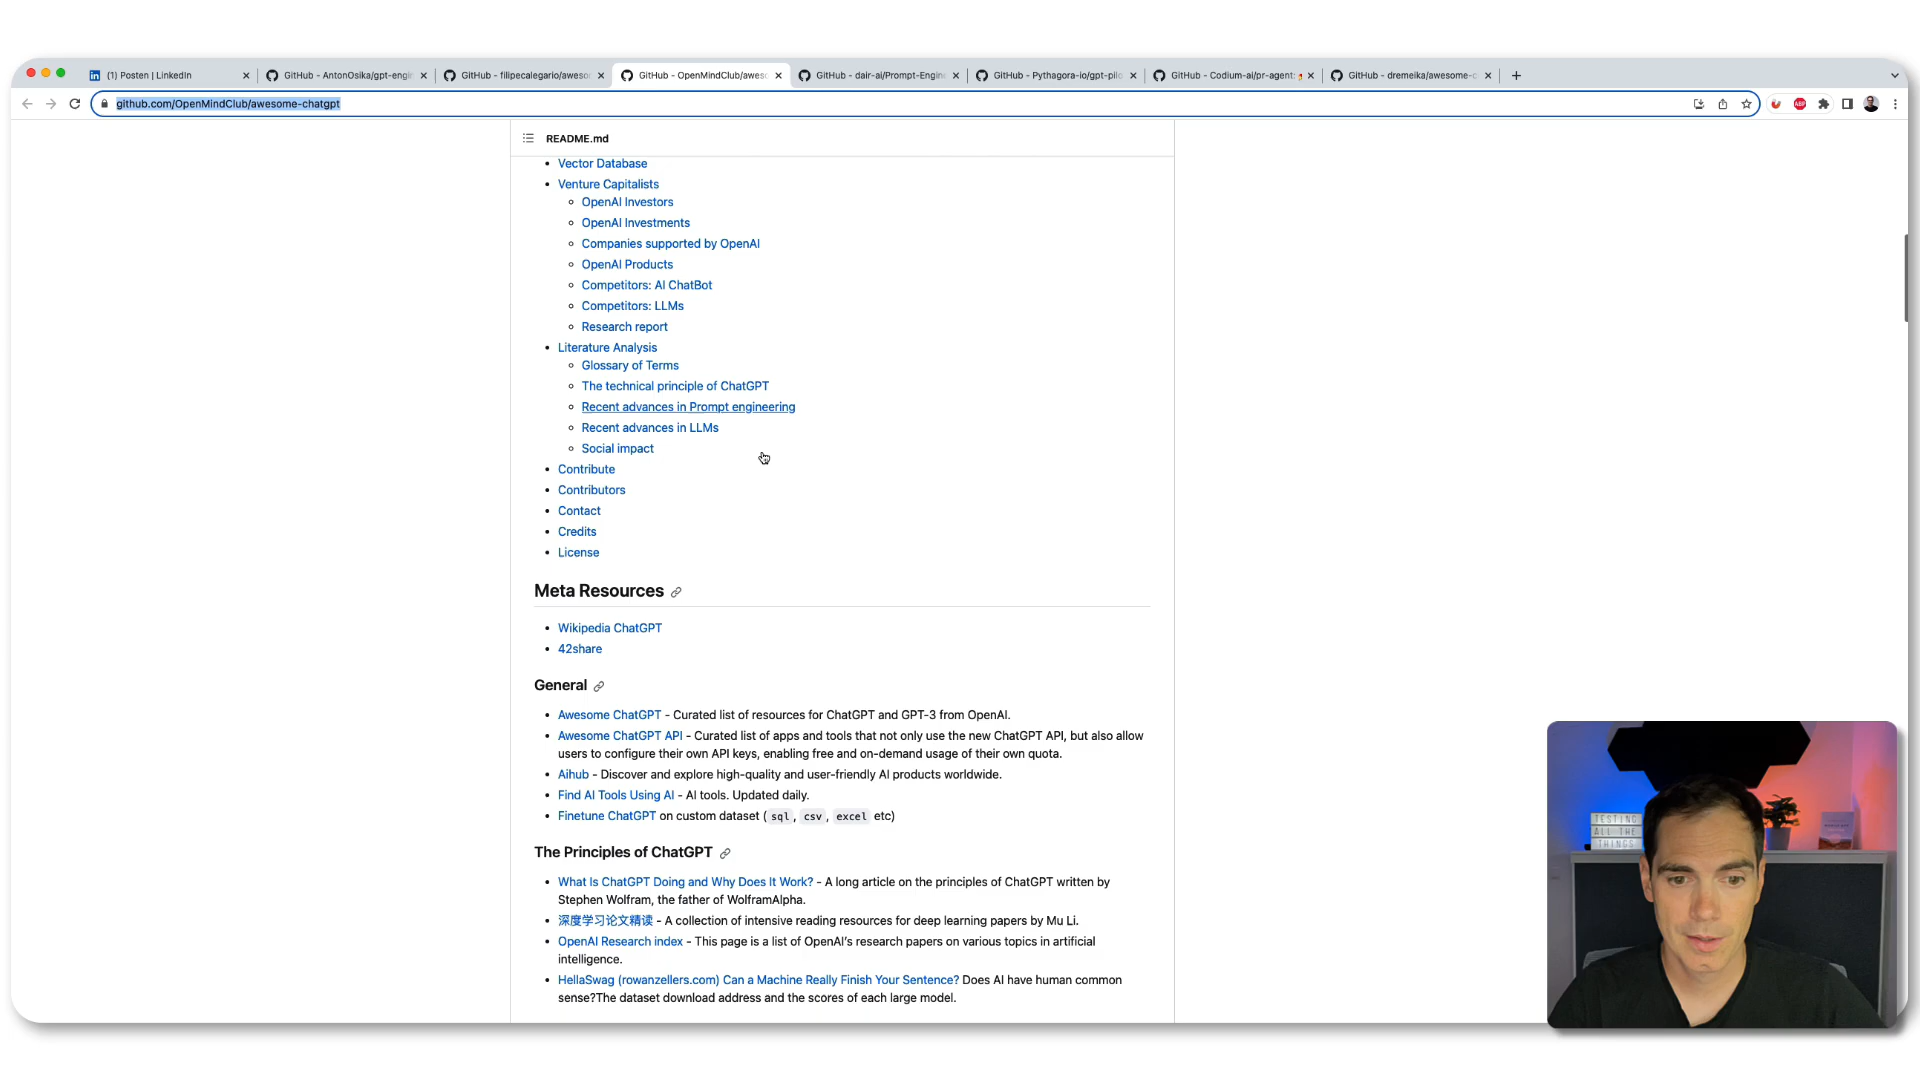 (1) Posten | LinkedIn
GitHub - AntonOsika/gpt-engi
GitHub - filipecalegario/aweso
GitHub - OpenMindClub/awes
GitHub - dair-ai/Prompt-Engin
GitHub - Pythagora-io/gpt-pilo
GitHub - Codium-ai/pr-agent:
GitHub - dremeika/awesome-c
github.com/OpenMindClub/awesome-chatgpt
ABP
README.md
Vector Database
Venture Capitalists
OpenAI Investors
OpenAI Investments
Companies supported by OpenAI
OpenAI Products
Competitors: AI ChatBot
Competitors: LLMs
Research report
Literature Analysis
Glossary of Terms
The technical principle of ChatGPT
Recent advances in Prompt engineering
Recent advances in LLMs
Social impact
Contribute
Contributors
Contact
Credits
License
Meta Resources
Wikipedia ChatGPT
42share
General
Awesome ChatGPT - Curated list of resources for ChatGPT and GPT-3 from OpenAI.
Awesome ChatGPT API - Curated list of apps and tools that not only use the new ChatGPT API, but also allow
users to configure their own API keys, enabling free and on-demand usage of their own quota.
Aihub - Discover and explore high-quality and user-friendly AI products worldwide.
Find AI Tools Using AI - AI tools. Updated daily.
Finetune ChatGPT on custom dataset ( sql , csv , excel etc)
The Principles of ChatGPT
What Is ChatGPT Doing and Why Does It Work? - A long article on the principles of ChatGPT written by
Stephen Wolfram, the father of WolframAlpha.
深度学习论文精读 - A collection of intensive reading resources for deep learning papers by Mu Li.
OpenAI Research index - This page is a list of OpenAI's research papers on various topics in artificial
intelligence.
HellaSwag (rowanzellers.com) Can a Machine Really Finish Your Sentence? Does AI have human common
sense?The dataset download address and the scores of each large model.
TESTING
ALL THE
THINGS